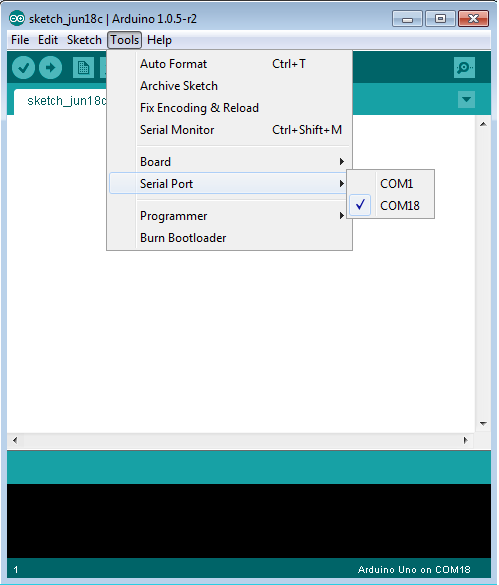 sketch_jun18c | Arduino 1.0.5-r2
File Edit Sketch Tools Help
Auto Format Ctrl+T
Archive Sketch
sketch_jun18c
Fix Encoding & Reload
Serial Monitor Ctrl+Shift+M
Board
Serial Port
COM1
COM18
Programmer
Burn Bootloader
1 Arduino Uno on COM18